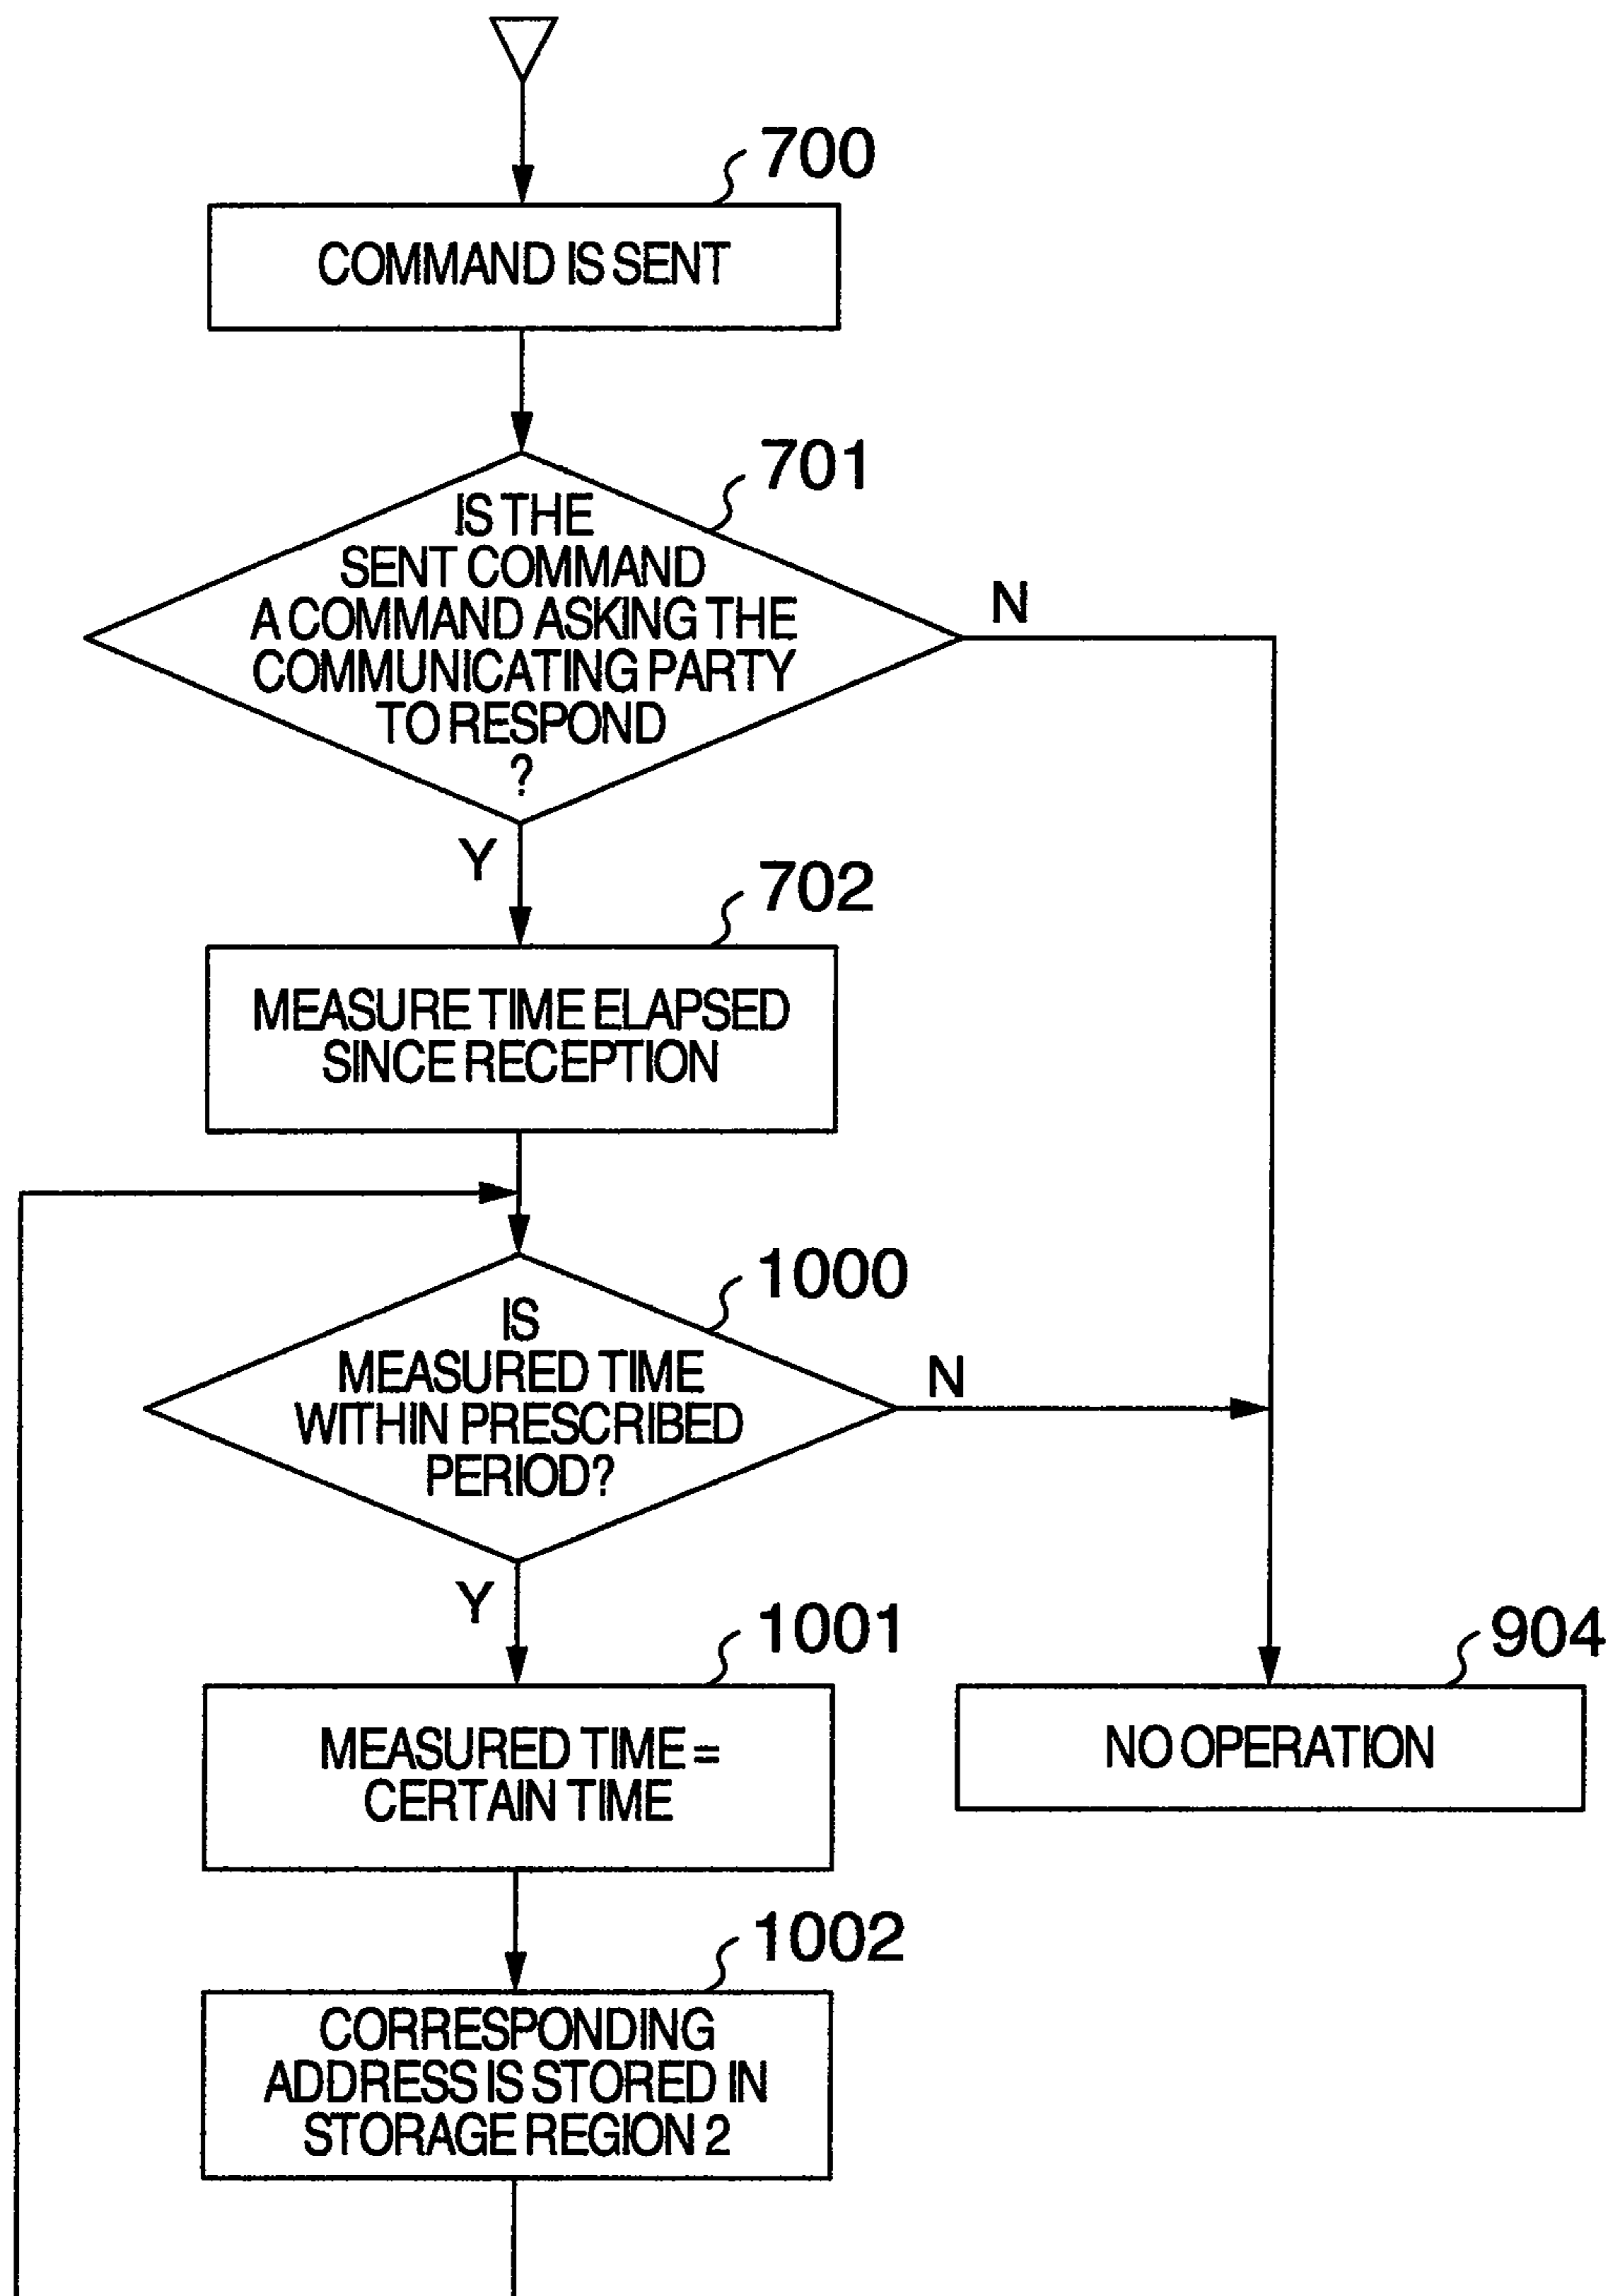 700
COMMAND IS SENT
701
IS THE
SENT COMMAND
A COMMAND ASKING THE
COMMUNICATING PARTY
TO RESPOND
?
N
Y
702
MEASURE TIME ELAPSED
SINCE RECEPTION
1000
IS
MEASURED TIME
WITHIN PRESCRIBED
PERIOD?
N
Y
1001
MEASURED TIME =
CERTAIN TIME
904
NO OPERATION
1002
CORRESPONDING
ADDRESS IS STORED IN
STORAGE REGION 2